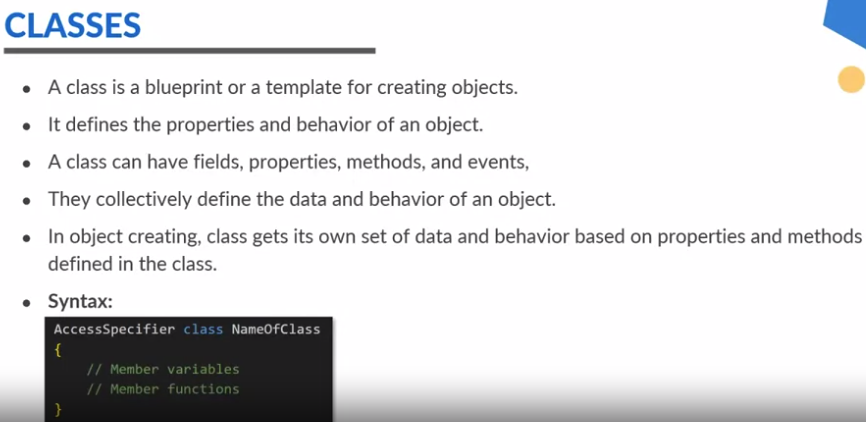 CLASSES
• A class is a blueprint or a template for creating objects.
• It defines the properties and behavior of an object.
• A class can have fields, properties, methods, and events,
• They collectively define the data and behavior of an object.
• In object creating, class gets its own set of data and behavior based on properties and methods
defined in the class.
• Syntax:
AccessSpecifier class NameOfClass
{
// Member variables
// Member functions
}